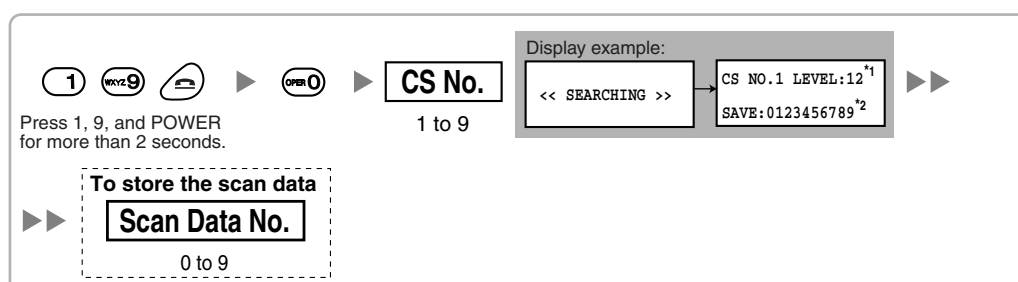 Display example:
1) WXYZ9 OPER0 CS No. << SEARCHING >> CS NO.1 LEVEL:12*1
SAVE:0123456789*2
1 to 9
Press 1, 9, and POWER
for more than 2 seconds.
To store the scan data
Scan Data No.
0 to 9